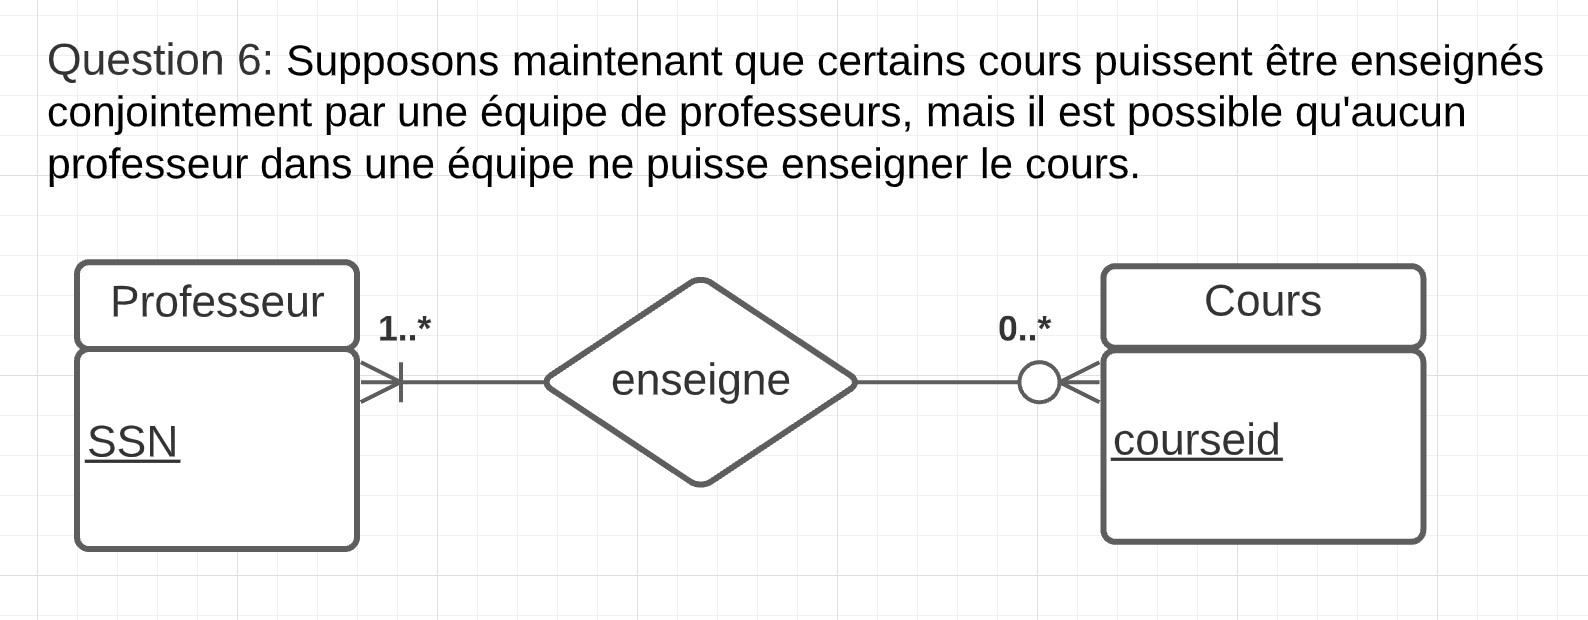 Question 6: Supposons maintenant que certains cours puissent être enseignés
conjointement par une équipe de professeurs, mais il est possible qu'aucun
professeur dans une équipe ne puisse enseigner le cours.
Professeur
Cours
1..*
0..*
enseigne
SSN
courseid